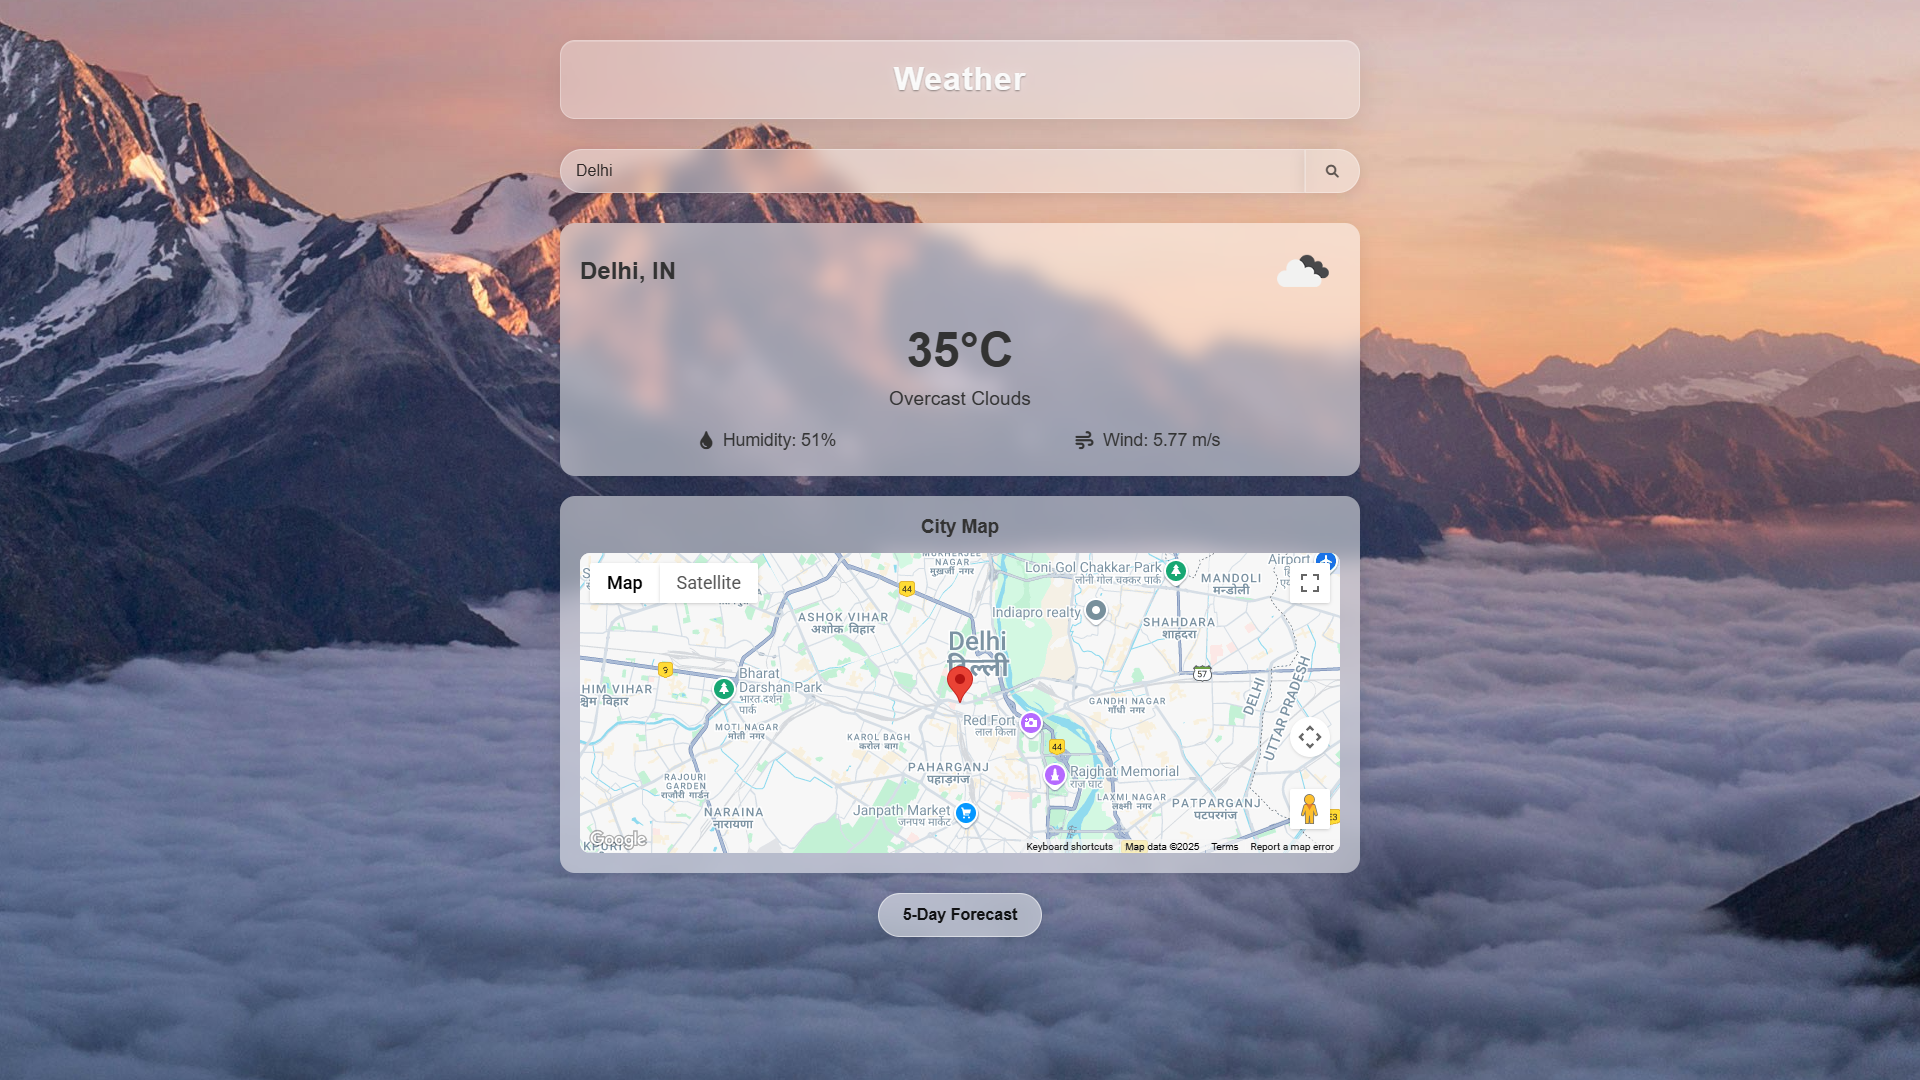 Weather
Delhi
Delhi, IN
35°C
Overcast Clouds
Humidity: 51%
Wind: 5.77 m/s
City Map
Map
Satellite
NAGAR
मुखर्जी नगर
44
Loni Gol Chakkar Park
लोनी गोल चक्कर पार्क
Airport
MANDOLI
मन्डोली
Indiapro realty
ASHOK VIHAR
अशोक विहार
SHAHDARA
शाहदरा
Delhi
दिल्ली
9
57
Bharat
Darshan Park
भारत दर्शन
पार्क
HIM VIHAR
श्चिम विहार
DELHI
UTTAR PRADESH
MOTI NAGAR
मोती नगर
GANDHI NAGAR
गाँधी नगर
Red Fort
लाल किला
KAROL BAGH
करोल बाग
44
PAHARGANJ
पहाड़गंज
Rajghat Memorial
राज घाट
RAJOURI
GARDEN
राजौरी गार्डन
LAXMI NAGAR
लक्ष्मी नगर
PATPARGANJ
पटपरगंज
NARAINA
नारायणा
Janpath Market
जनपथ मार्केट
E3
Google
KPURI
Keyboard shortcuts
Map data ©2025
Terms
Report a map error
5-Day Forecast